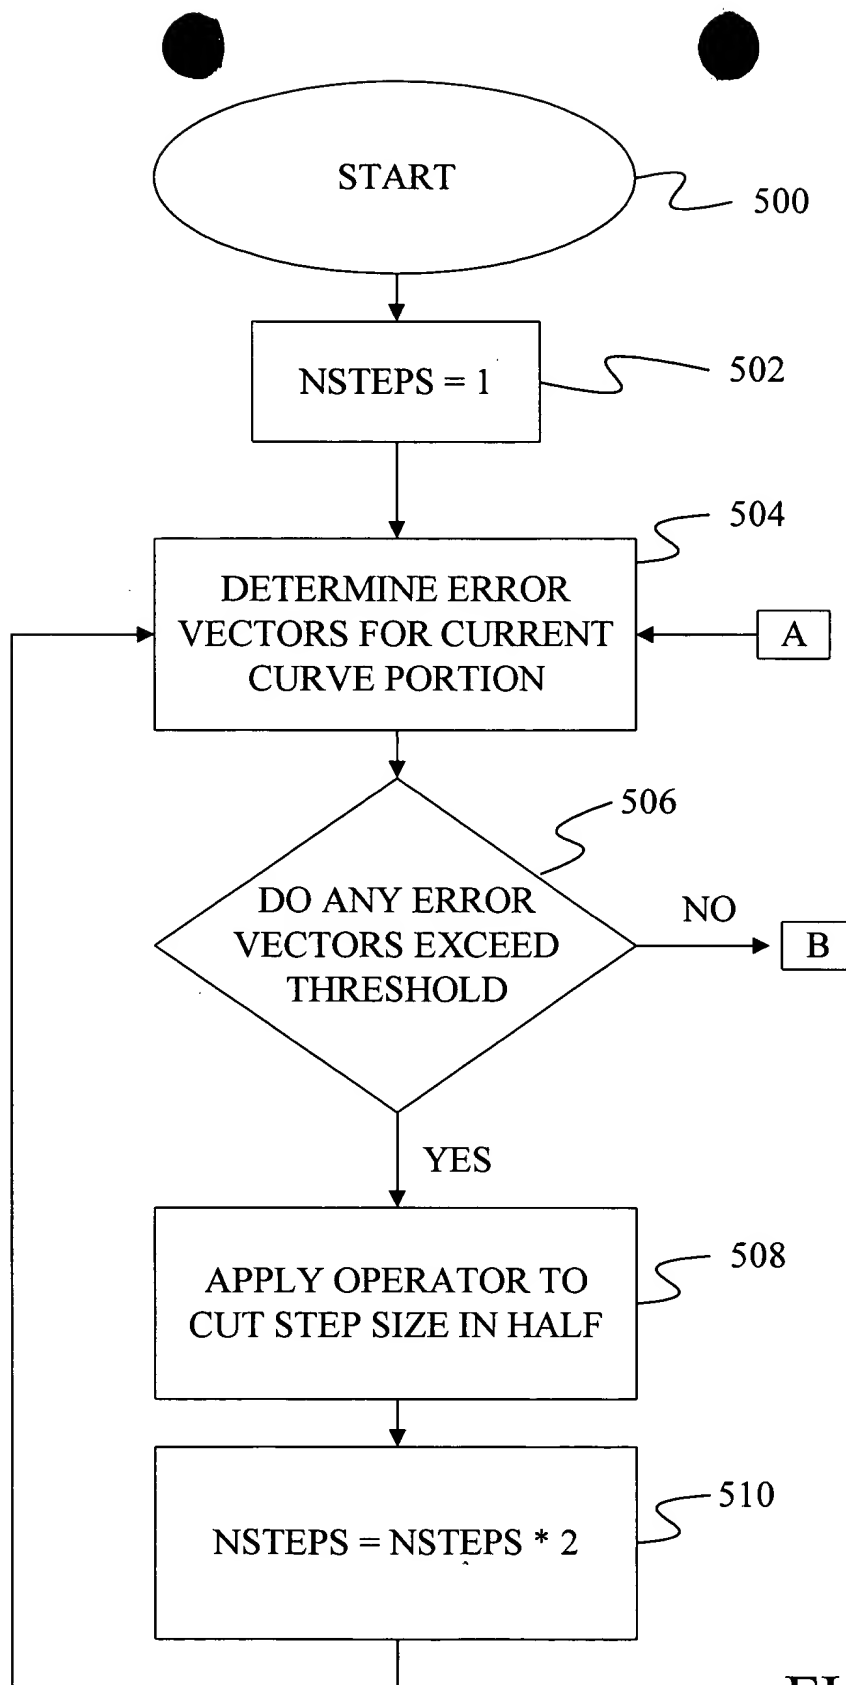 START
500
NSTEPS = 1
502
504
DETERMINE ERROR
VECTORS FOR CURRENT
CURVE PORTION
A
506
DO ANY ERROR
VECTORS EXCEED
THRESHOLD
NO
B
YES
508
APPLY OPERATOR TO
CUT STEP SIZE IN HALF
510
NSTEPS = NSTEPS * 2